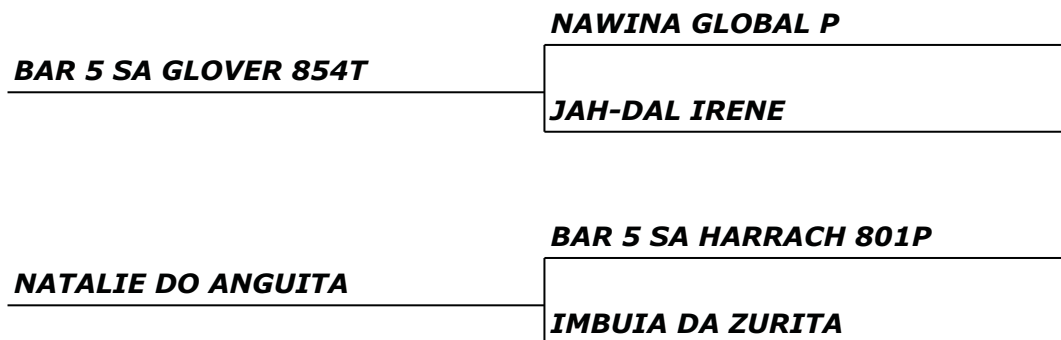 NAWINA GLOBAL P
BAR 5 SA GLOVER 854T
JAH-DAL IRENE
BAR 5 SA HARRACH 801P
NATALIE DO ANGUITA
IMBUIA DA ZURITA